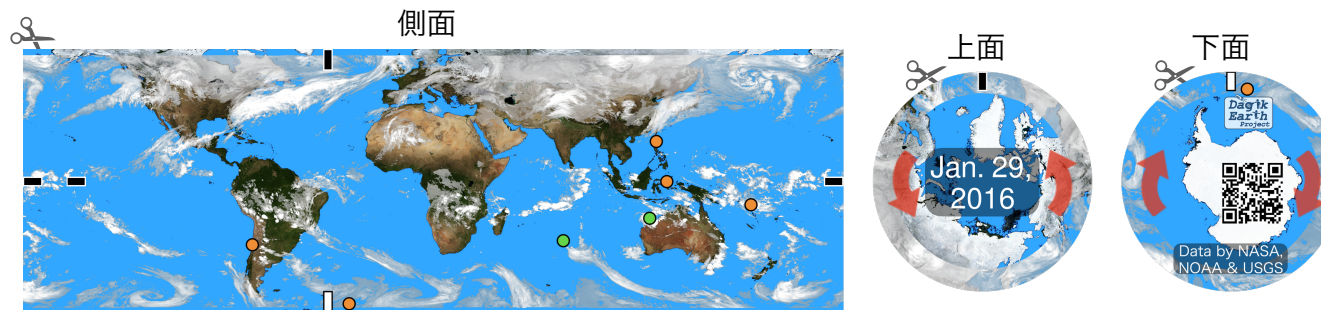 側面
上面
Jan. 29,
2016
下面
Dagik
Earth
Project
Data by NASA,
NOAA & USGS